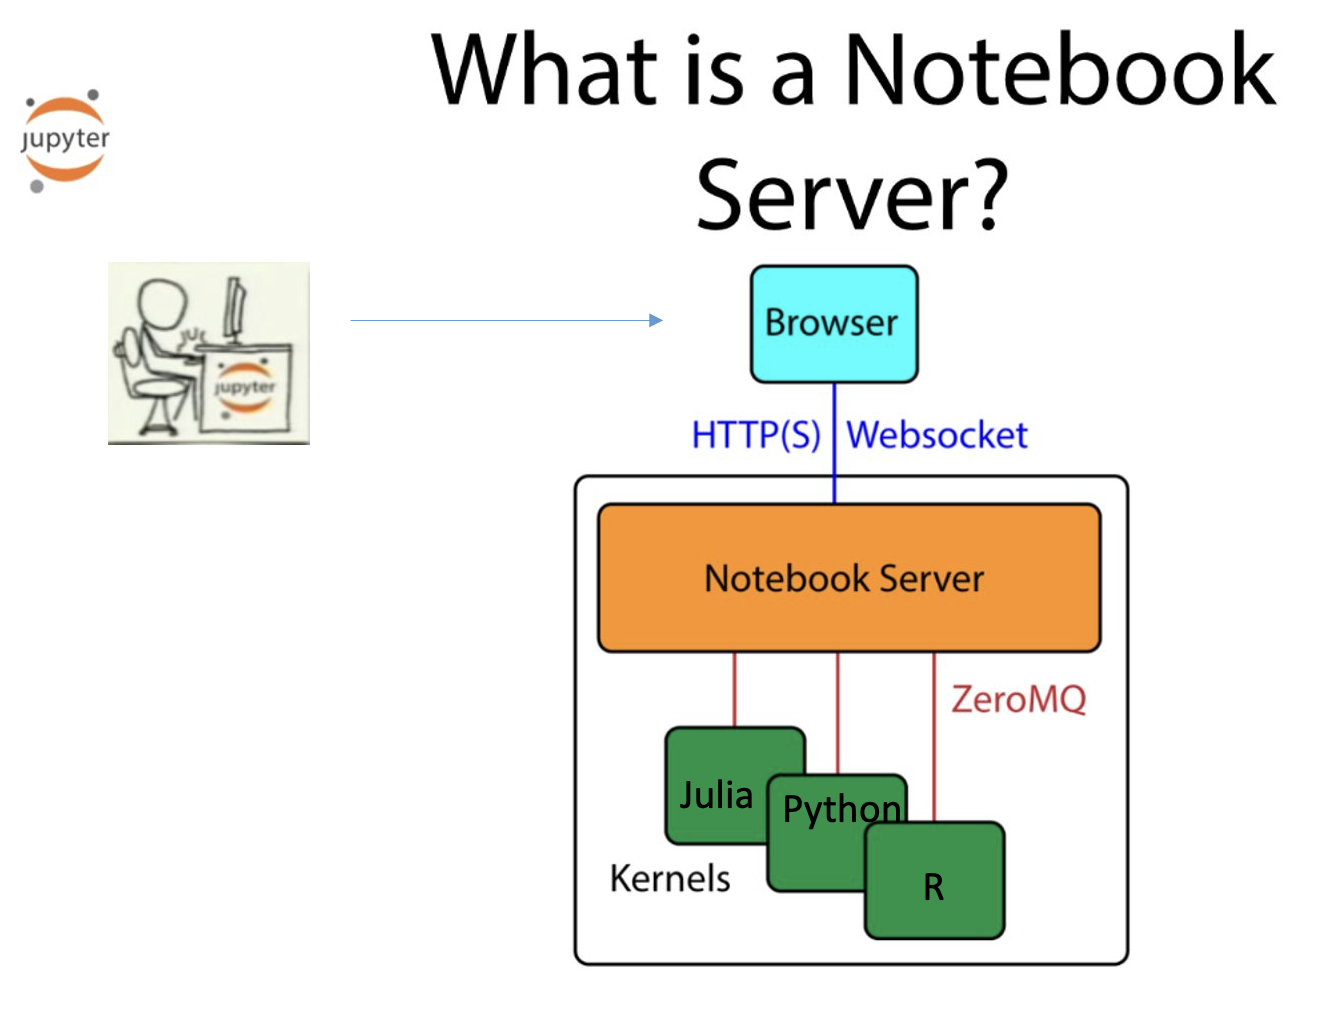 What is a Notebook
Server?
jupyter
jupyter
Browser
HTTP(S) Websocket
Notebook Server
ZeroMQ
Julia
Python
Kernels
R